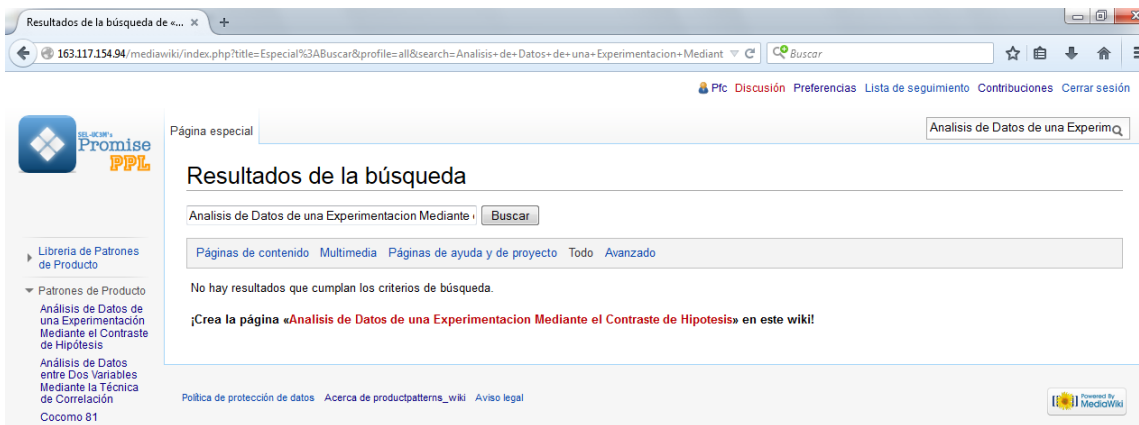 Resultados de la búsqueda de «...
163.117.154.94/mediawiki/index.php?title=Especial%3ABuscar&profile=all&search=Analisis+de+Datos+de+una+Experimentacion+Mediant
Buscar
Pfc Discusión Preferencias Lista de seguimiento Contribuciones Cerrar sesión
SEL-UC3M's
Promise
PPL
Página especial
Analisis de Datos de una Experim
Resultados de la búsqueda
Analisis de Datos de una Experimentacion Mediante
Buscar
Páginas de contenido Multimedia Páginas de ayuda y de proyecto Todo Avanzado
No hay resultados que cumplan los criterios de búsqueda.
¡Crea la página «Analisis de Datos de una Experimentacion Mediante el Contraste de Hipotesis» en este wiki!
Libreria de Patrones
de Producto
Patrones de Producto
Análisis de Datos de
una Experimentación
Mediante el Contraste
de Hipótesis
Análisis de Datos
entre Dos Variables
Mediante la Técnica
de Correlación
Cocomo 81
Política de protección de datos Acerca de productpatterns_wiki Aviso legal
Powered By
MediaWiki